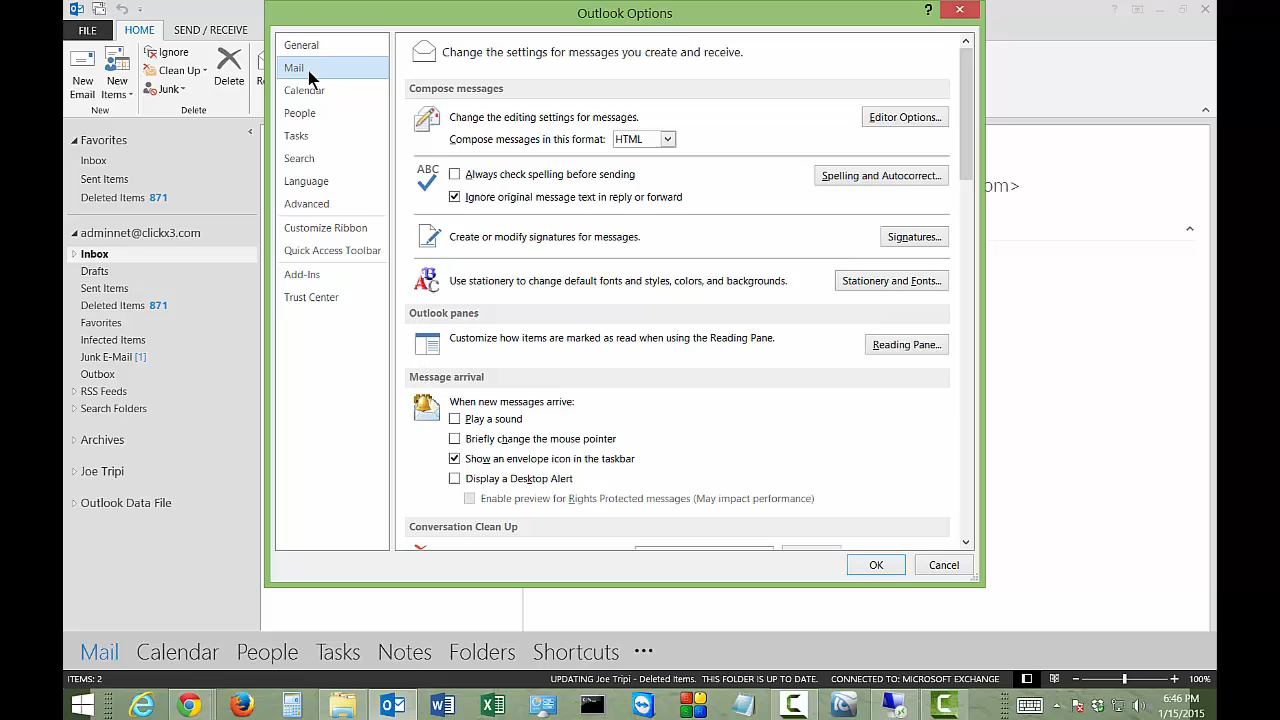 Outlook Options
?
FILE
HOME
SEND / RECEIVE
New
Email
New
Items
New
Ignore
Clean Up
Junk
Delete
Delete
Favorites
Inbox
Sent Items
Deleted Items 871
adminnet@clickx3.com
Inbox
Drafts
Sent Items
Deleted Items 871
Favorites
Infected Items
Junk E-Mail [1]
Outbox
RSS Feeds
Search Folders
Archives
Joe Tripi
Outlook Data File
General
Mail
Calendar
People
Tasks
Search
Language
Advanced
Customize Ribbon
Quick Access Toolbar
Add-Ins
Trust Center
Change the settings for messages you create and receive.
Compose messages
Change the editing settings for messages.
Editor Options...
Compose messages in this format: HTML
ABC
Always check spelling before sending
Spelling and Autocorrect...
Ignore original message text in reply or forward
Create or modify signatures for messages.
Signatures...
Use stationery to change default fonts and styles, colors, and backgrounds.
Stationery and Fonts...
Outlook panes
Customize how items are marked as read when using the Reading Pane.
Reading Pane...
Message arrival
When new messages arrive:
Play a sound
Briefly change the mouse pointer
Show an envelope icon in the taskbar
Display a Desktop Alert
Enable preview for Rights Protected messages (May impact performance)
Conversation Clean Up
OK
Cancel
om>
Mail Calendar People Tasks Notes Folders Shortcuts •••
ITEMS: 2
UPDATING Joe Tripi - Deleted Items. THIS FOLDER IS UP TO DATE. CONNECTED TO: MICROSOFT EXCHANGE
100%
6:46 PM
1/15/2015